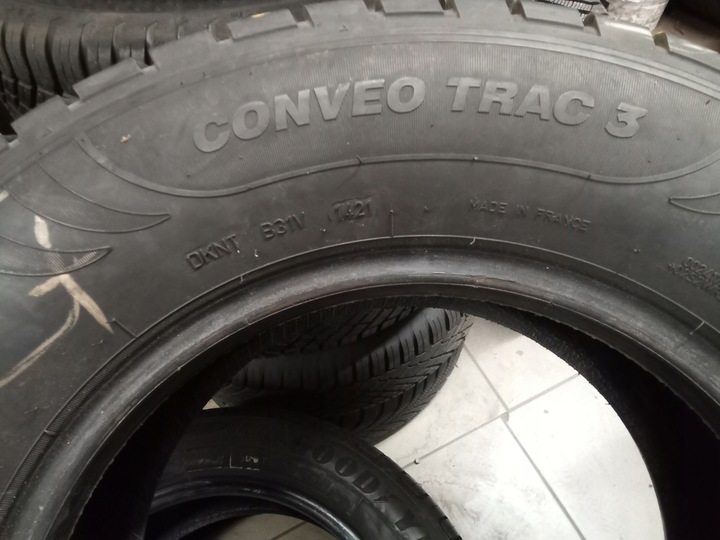 CONVEO TRAC 3
DKNT B31V 1421
MADE IN FRANCE